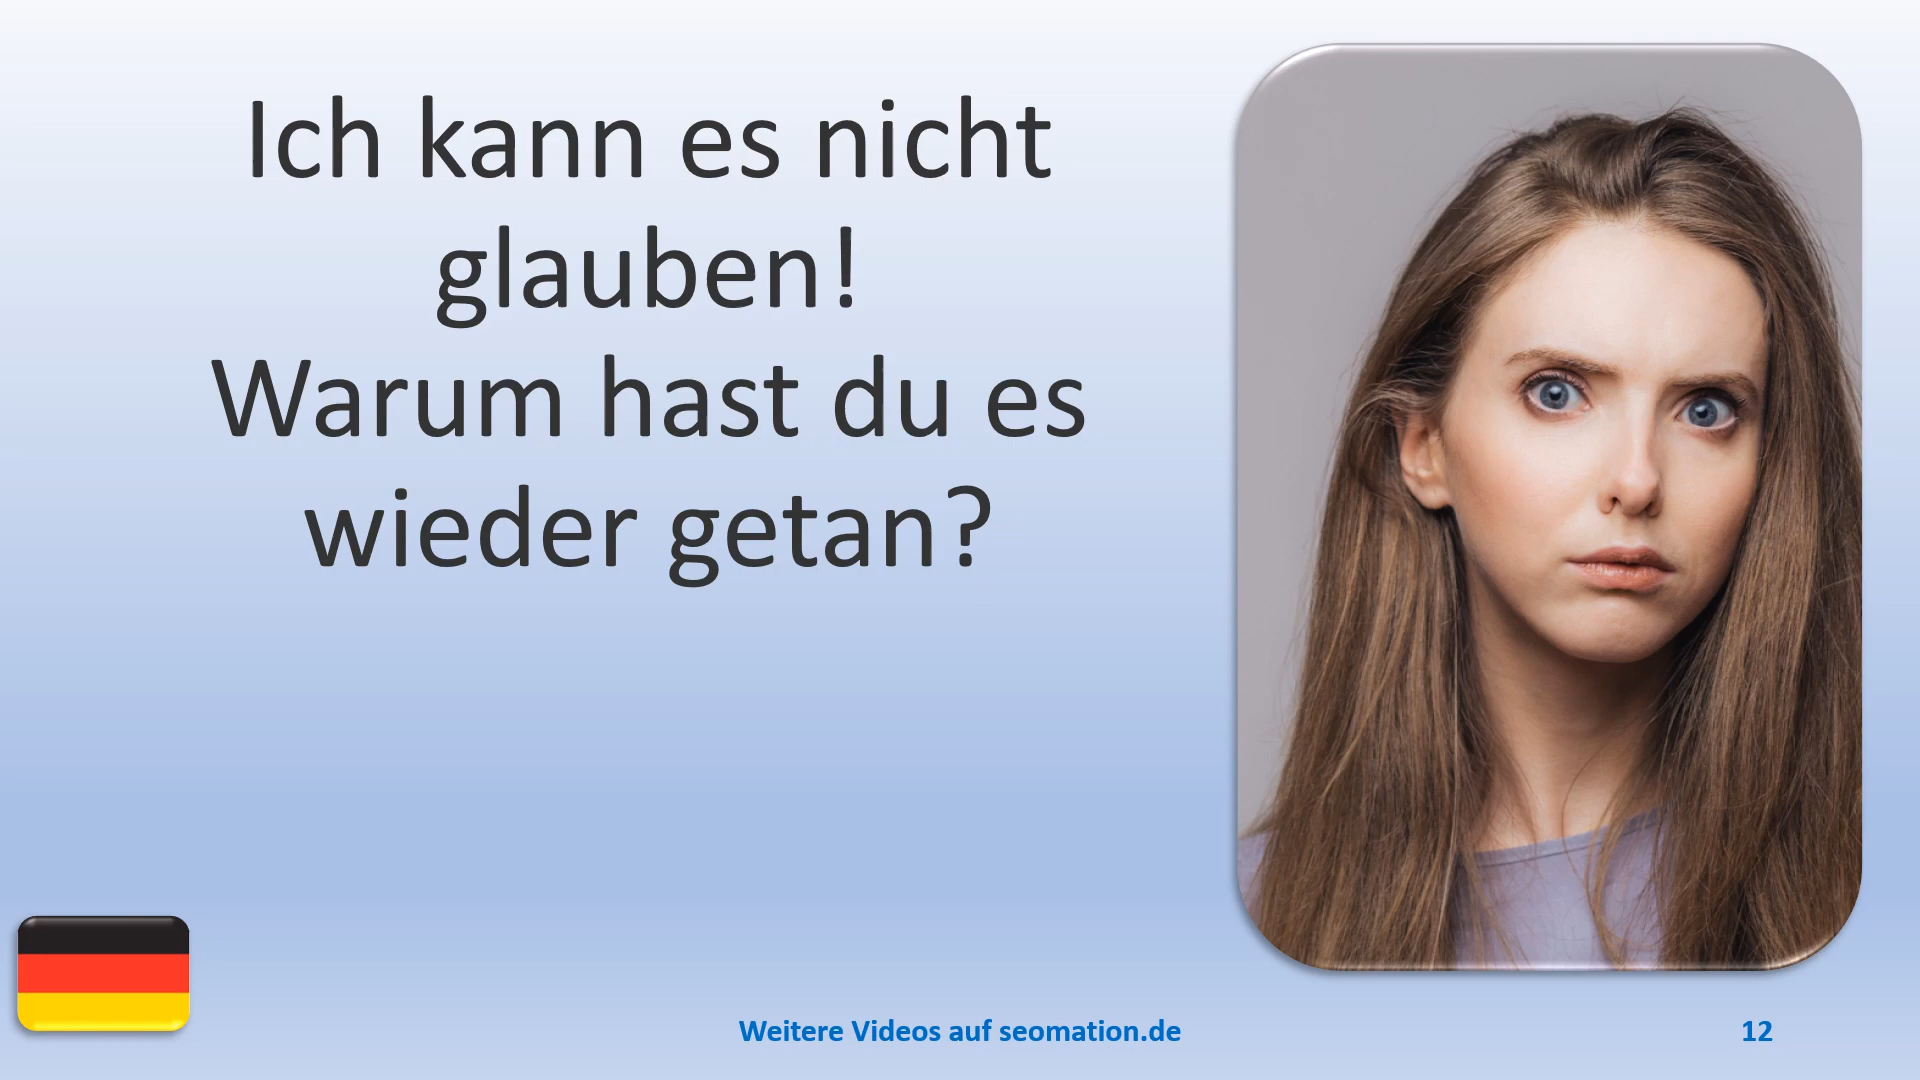 Ich kann es nicht
glauben!
Warum hast du es
wieder getan?
Weitere Videos auf seomation.de
12